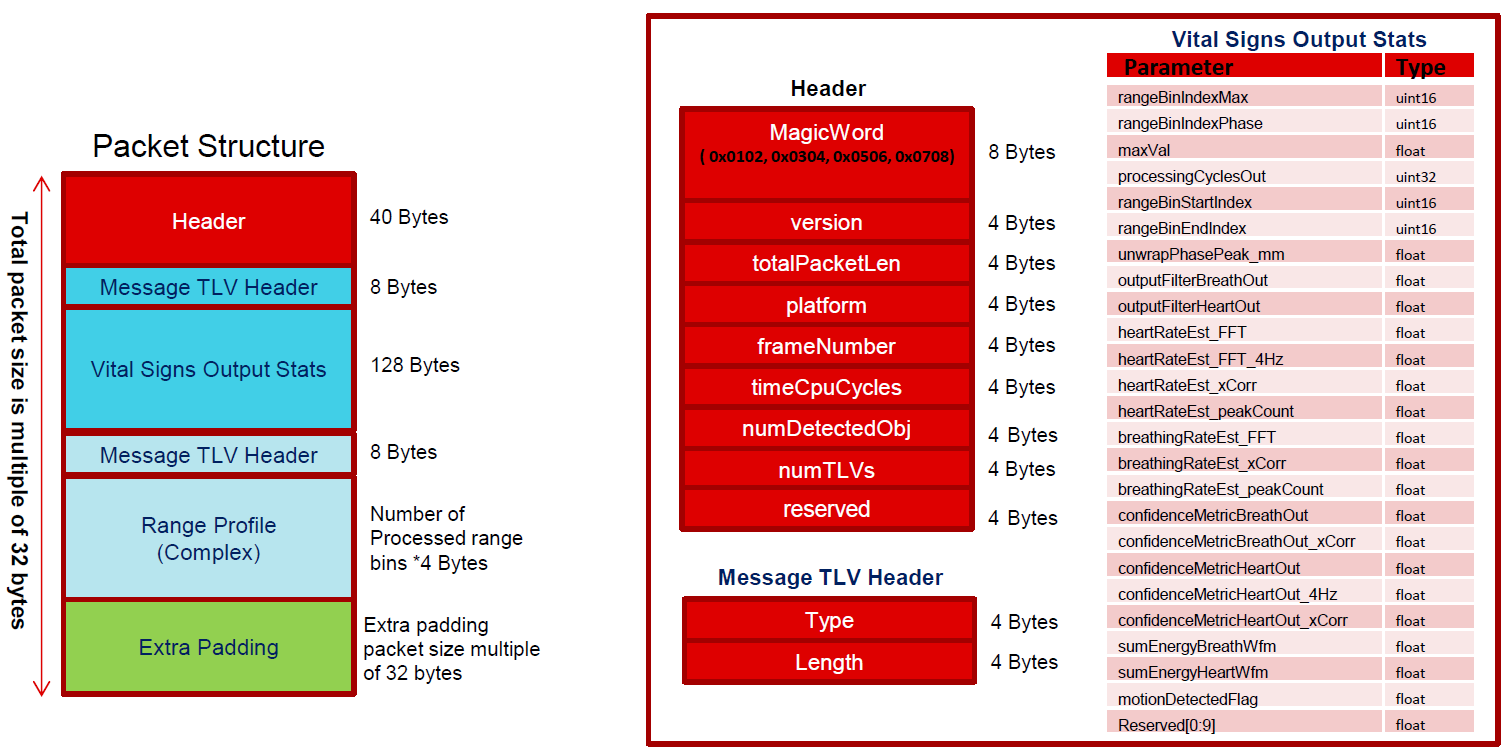 Packet Structure
Total packet size is multiple of 32 bytes
Header
40 Bytes
Message TLV Header
8 Bytes
Vital Signs Output Stats
128 Bytes
Message TLV Header
8 Bytes
Range Profile
(Complex)
Number of
Processed range
bins *4 Bytes
Extra Padding
Extra padding
packet size multiple
of 32 bytes
Header
MagicWord
( 0x0102, 0x0304, 0x0506, 0x0708)
8 Bytes
version
4 Bytes
totalPacketLen
4 Bytes
platform
4 Bytes
frameNumber
4 Bytes
timeCpuCycles
4 Bytes
numDetectedObj
4 Bytes
numTLVs
4 Bytes
reserved
4 Bytes
Message TLV Header
Type
4 Bytes
Length
4 Bytes
Vital Signs Output Stats
Parameter Type
rangeBinIndexMax uint16
rangeBinIndexPhase uint16
maxVal float
processingCyclesOut uint32
rangeBinStartIndex uint16
rangeBinEndIndex uint16
unwrapPhasePeak_mm float
outputFilterBreathOut float
outputFilterHeartOut float
heartRateEst_FFT float
heartRateEst_FFT_4Hz float
heartRateEst_xCorr float
heartRateEst_peakCount float
breathingRateEst_FFT float
breathingRateEst_xCorr float
breathingRateEst_peakCount float
confidenceMetricBreathOut float
confidenceMetricBreathOut_xCorr float
confidenceMetricHeartOut float
confidenceMetricHeartOut_4Hz float
confidenceMetricHeartOut_xCorr float
sumEnergyBreathWfm float
sumEnergyHeartWfm float
motionDetectedFlag float
Reserved[0:9] float